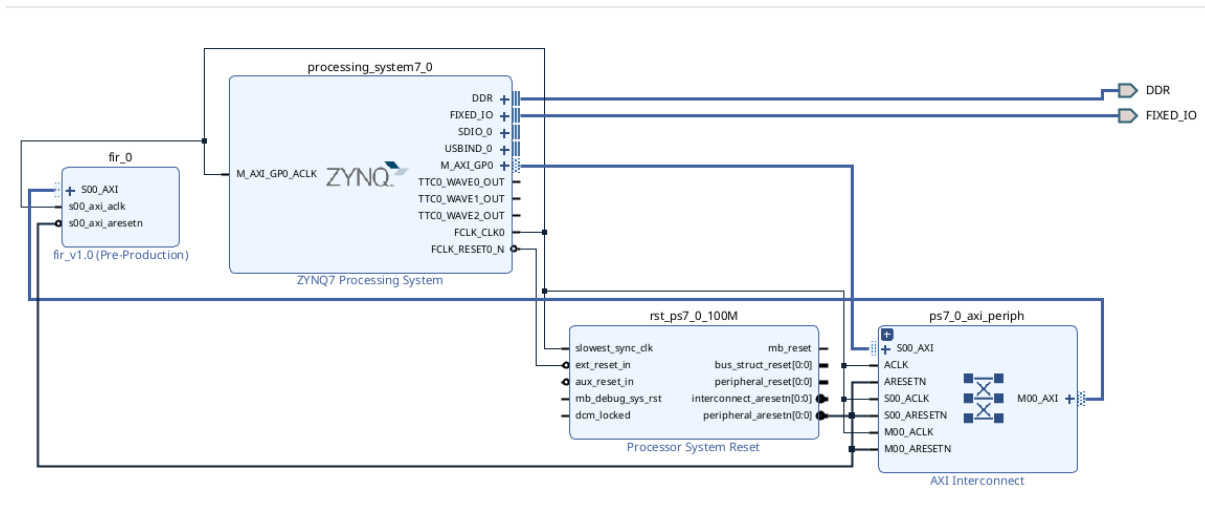 processing_system7_0
DDR
FIXED_IO
SDIO_0
USBIND_0
M_AXI_GP0
TTC0_WAVE0_OUT
TTC0_WAVE1_OUT
TTC0_WAVE2_OUT
FCLK_CLK0
FCLK_RESET0_N
M_AXI_GP0_ACLK
ZYNQ
ZYNQ7 Processing System
DDR
FIXED_IO
fir_0
S00_AXI
s00_axi_aclk
s00_axi_aresetn
fir_v1.0 (Pre-Production)
rst_ps7_0_100M
slowest_sync_clk
ext_reset_in
aux_reset_in
mb_debug_sys_rst
dcm_locked
mb_reset
bus_struct_reset[0:0]
peripheral_reset[0:0]
interconnect_aresetn[0:0]
peripheral_aresetn[0:0]
Processor System Reset
ps7_0_axi_periph
S00_AXI
ACLK
ARESETN
S00_ACLK
S00_ARESETN
M00_ACLK
M00_ARESETN
M00_AXI
AXI Interconnect